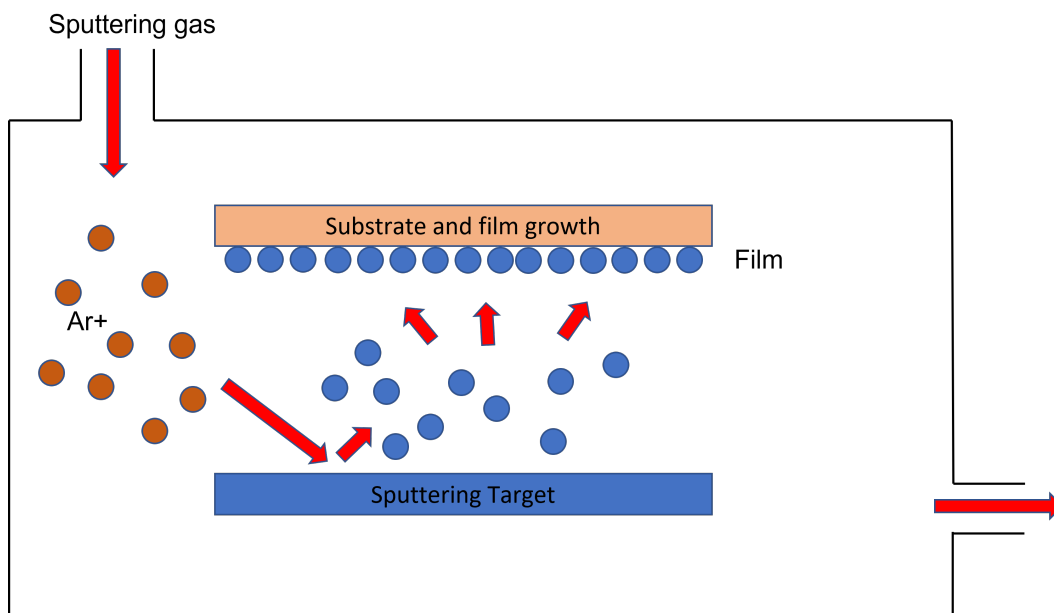 Sputtering gas
Substrate and film growth
Film
Ar+
Sputtering Target